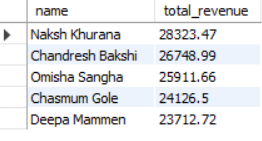 name total_revenue
Naksh Khurana 28323.47
Chandresh Bakshi 26748.99
Omisha Sangha 25911.66
Chasmum Gole 24126.5
Deepa Mammen 23712.72